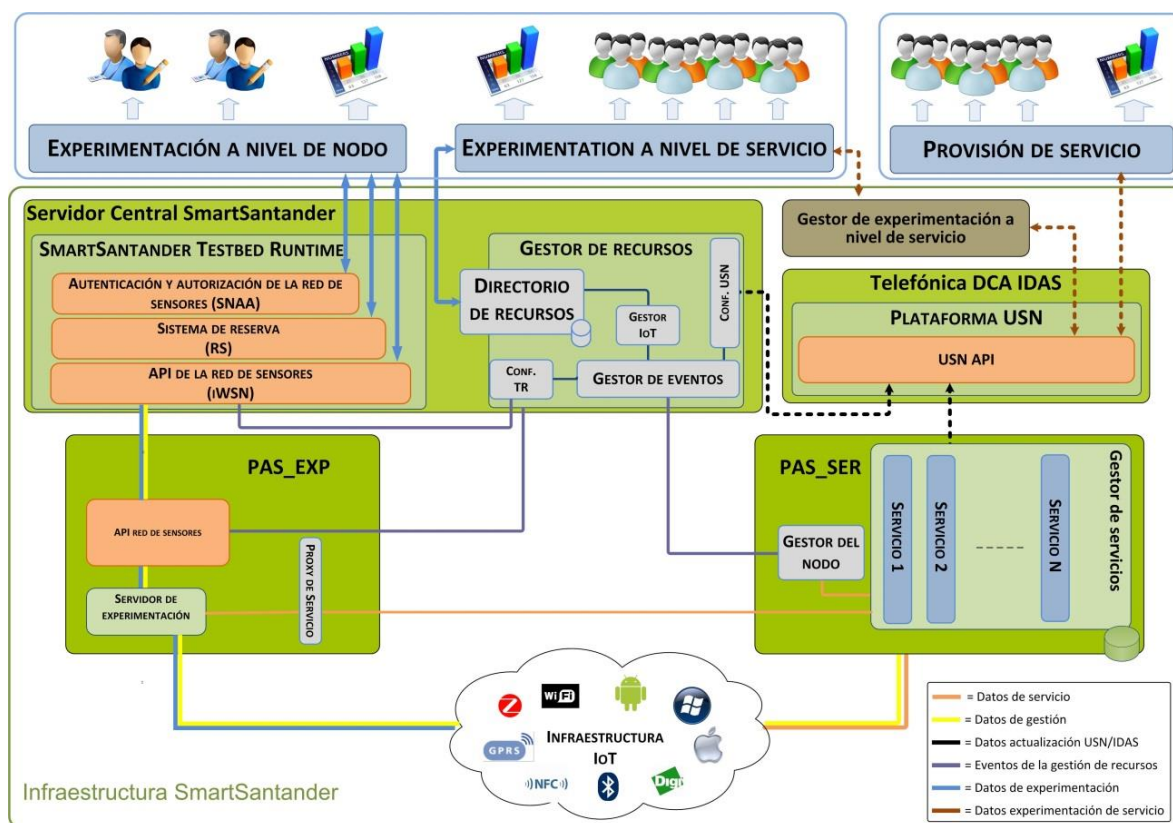 EXPERIMENTACIÓN A NIVEL DE NODO
EXPERIMENTATION A NIVEL DE SERVICIO
PROVISIÓN DE SERVICIO
Servidor Central SmartSantander
SMARTSANTANDER TESTBED RUNTIME
AUTENTICACIÓN Y AUTORIZACIÓN DE LA RED DE
SENSORES (SNAA)
SISTEMA DE RESERVA
(RS)
API DE LA RED DE SENSORES
(IWSN)
GESTOR DE RECURSOS
DIRECTORIO
DE RECURSOS
GESTOR
IOT
CONF. USN
CONF.
TR
GESTOR DE EVENTOS
Gestor de experimentación a
nivel de servicio
Telefónica DCA IDAS
PLATAFORMA USN
USN API
PAS_EXP
API RED DE SENSORES
SERVIDOR DE
EXPERIMENTACIÓN
PROXY DE SERVICIO
PAS_SER
GESTOR DEL
NODO
SERVICIO 1
SERVICIO 2
SERVICIO N
Gestor de servicios
WiFi
GPRS
INFRAESTRUCTURA
IOT
NFC
Digi
Infraestructura SmartSantander
= Datos de servicio
= Datos de gestión
= Datos actualización USN/IDAS
= Eventos de la gestión de recursos
= Datos de experimentación
= Datos experimentación de servicio